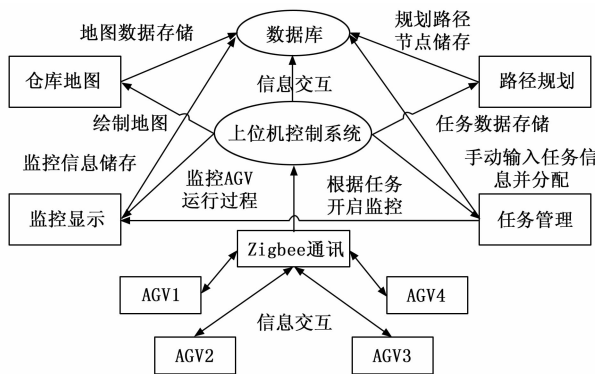 地图数据存储
数据库
规划路径
节点储存
仓库地图
信息交互
路径规划
绘制地图
上位机控制系统
任务数据存储
监控信息储存
监控AGV
运行过程
根据任务
开启监控
手动输入任务信
息并分配
监控显示
任务管理
Zigbee通讯
AGV1
AGV4
信息交互
AGV2
AGV3